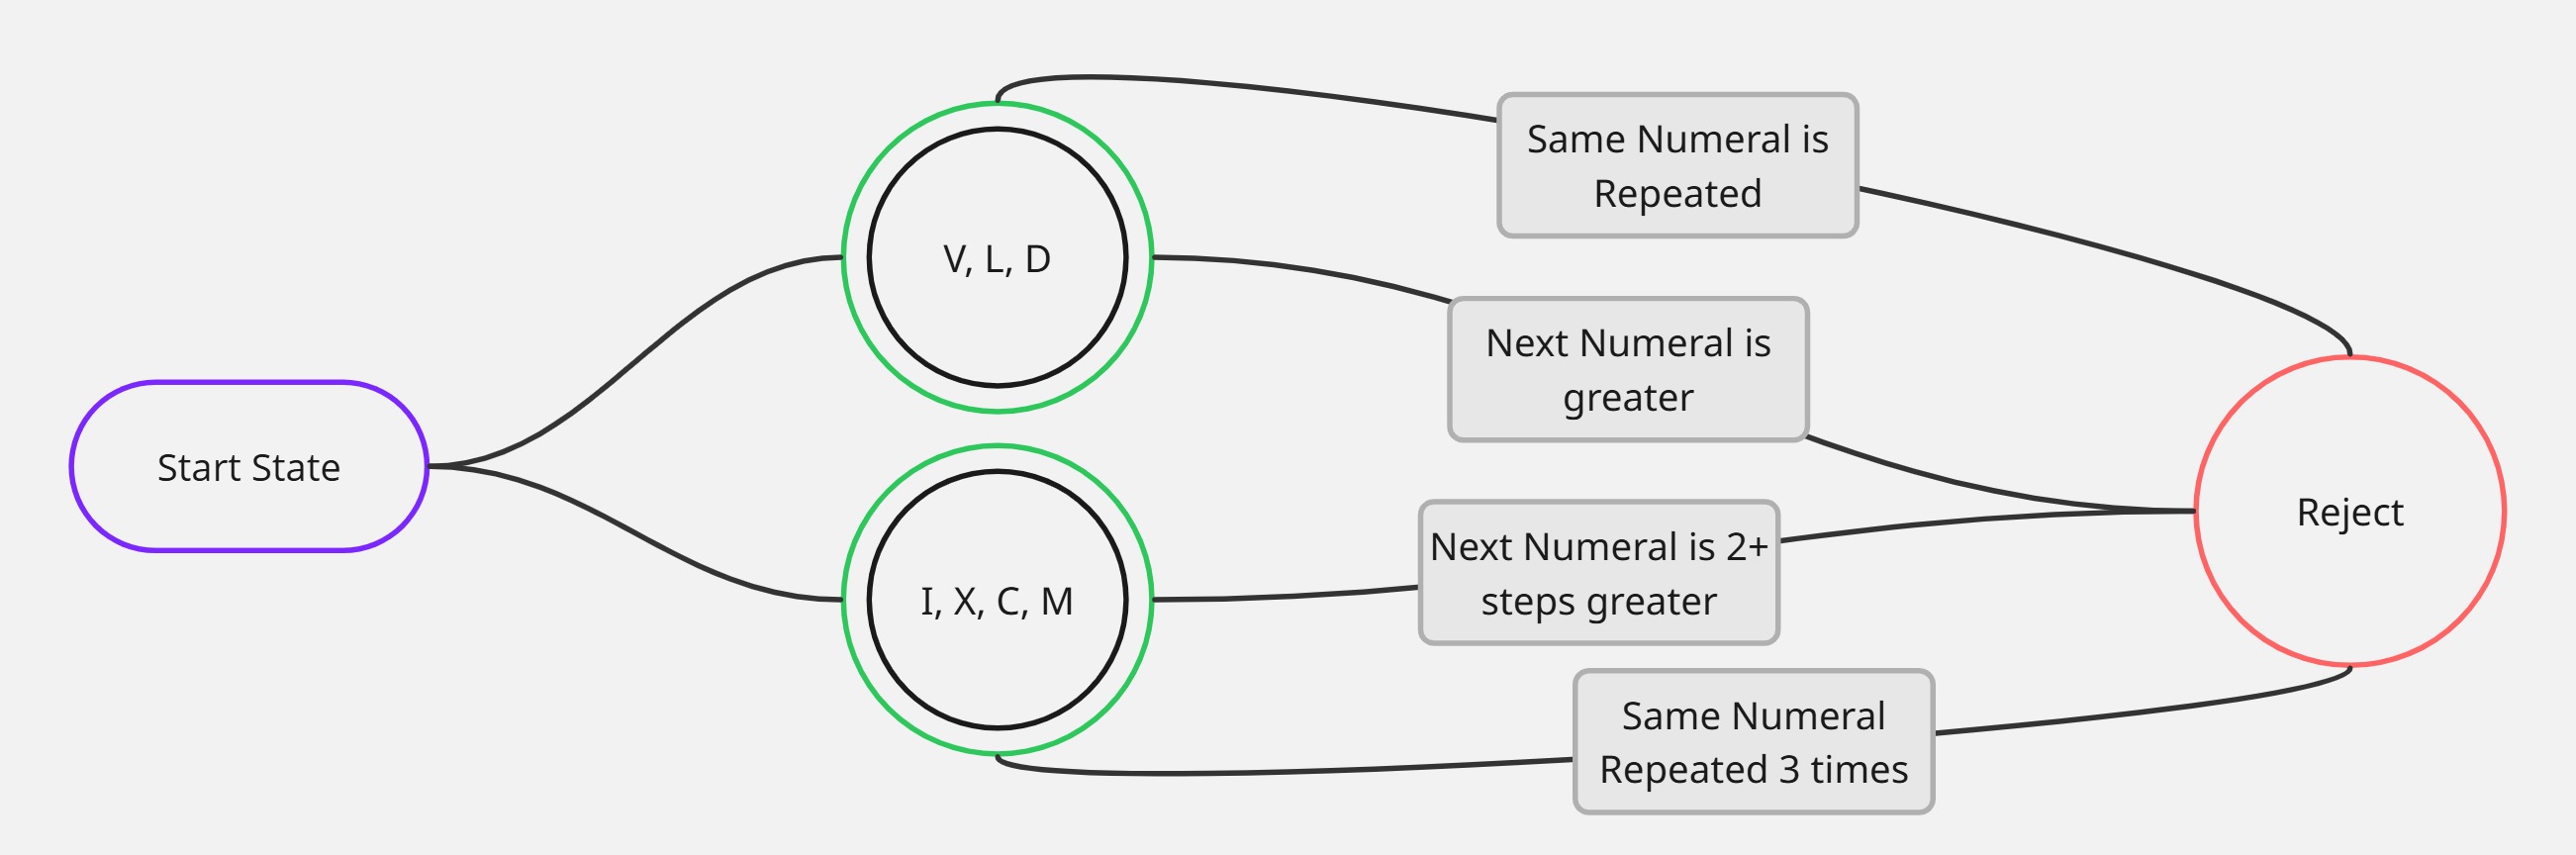 Start State
V, L, D
I, X, C, M
Same Numeral is
Repeated
Next Numeral is
greater
Next Numeral is 2+
steps greater
Same Numeral
Repeated 3 times
Reject